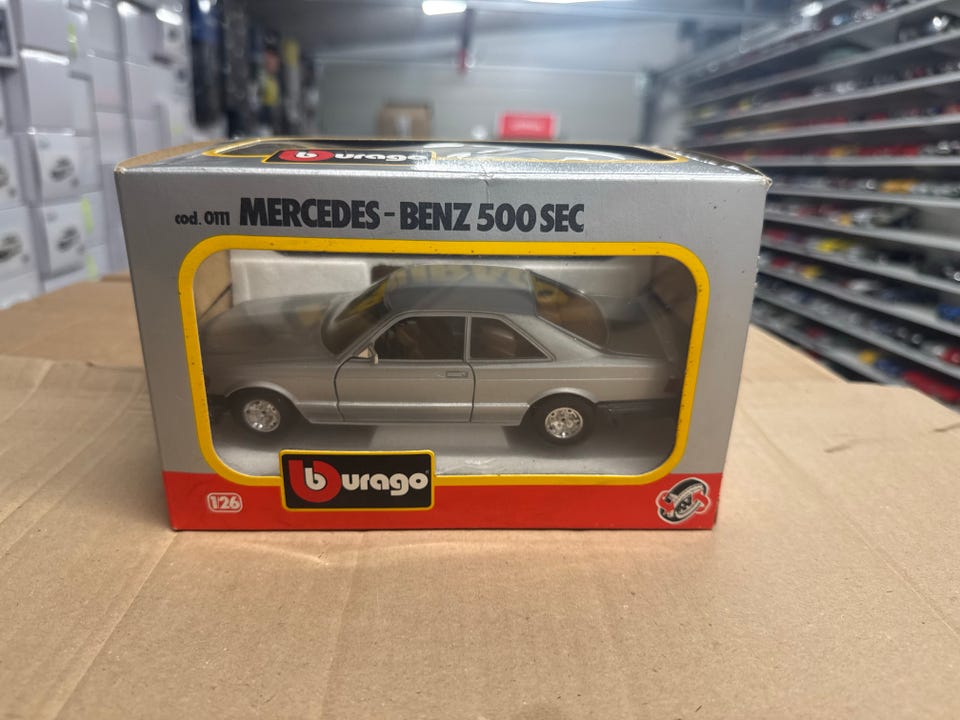 burago
cod. 0111 MERCEDES-BENZ 500 SEC
burago
1:26